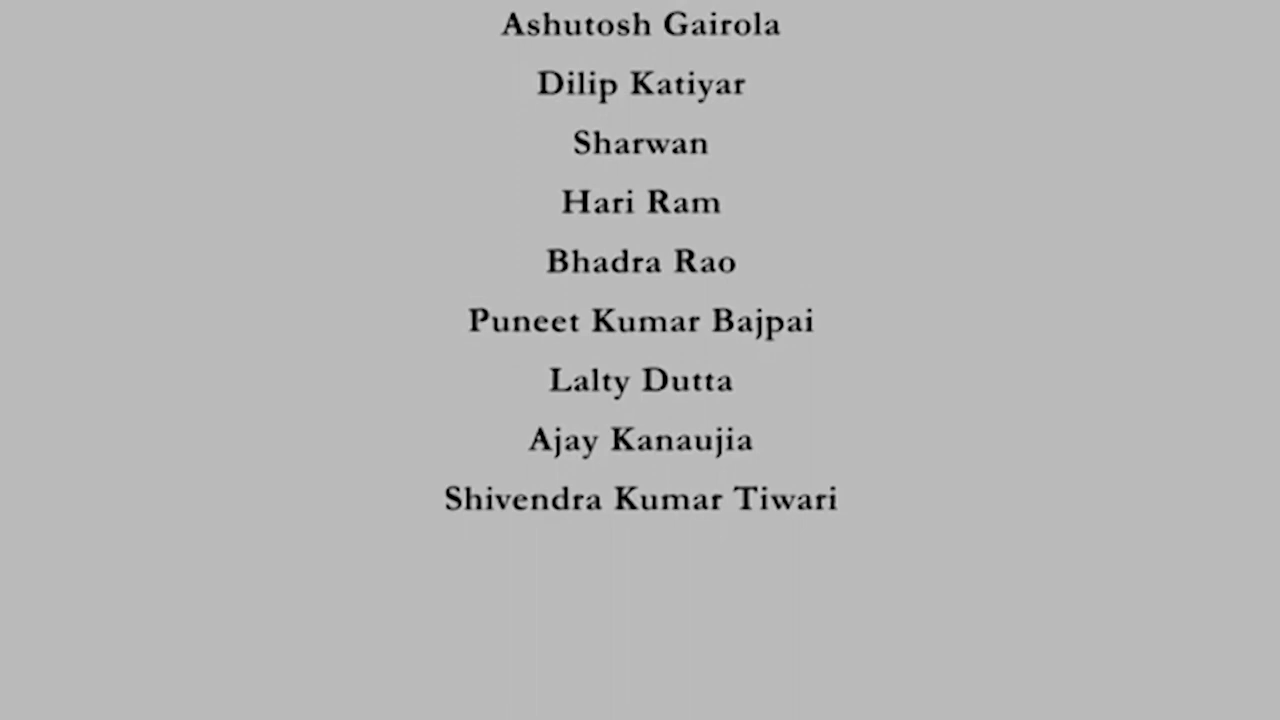 Ashutosh Gairola
Dilip Katiyar
Sharwan
Hari Ram
Bhadra Rao
Puneet Kumar Bajpai
Lalty Dutta
Ajay Kanaujia
Shivendra Kumar Tiwari